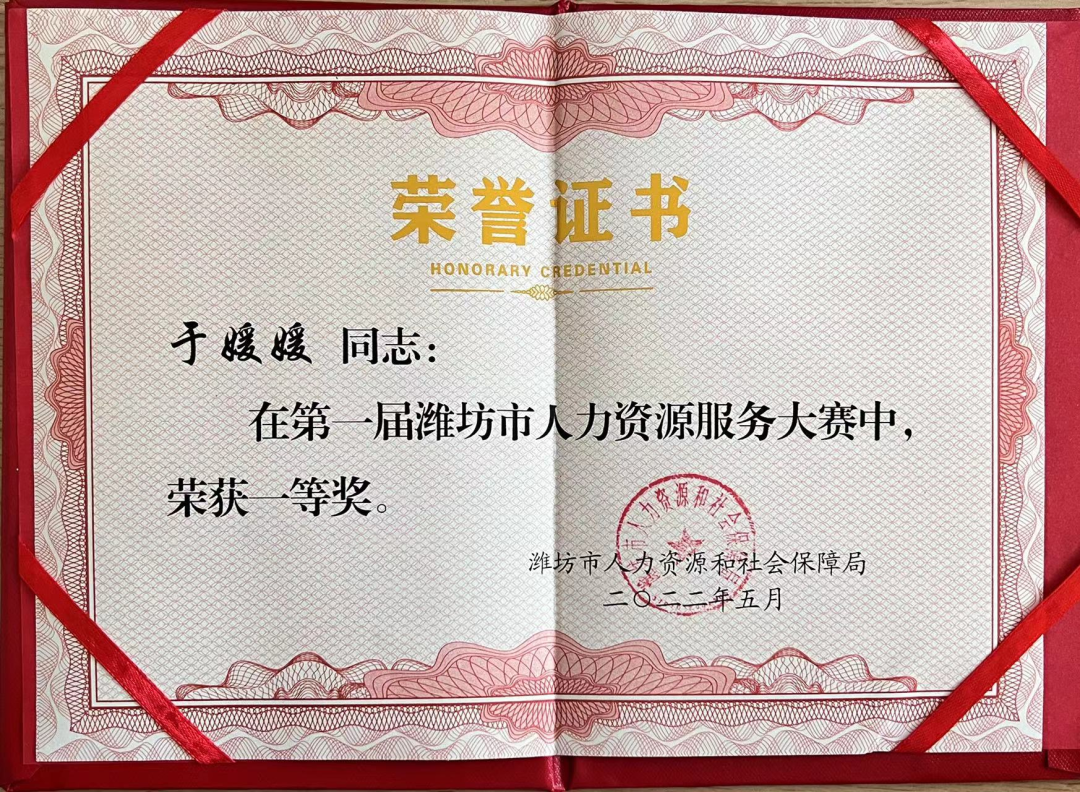 荣誉证书
HONORARY CREDENTIAL
于媛媛 同志：
在第一届潍坊市人力资源服务大赛中，
荣获一等奖。
潍坊市人力资源和社会保障局
二〇二二年五月